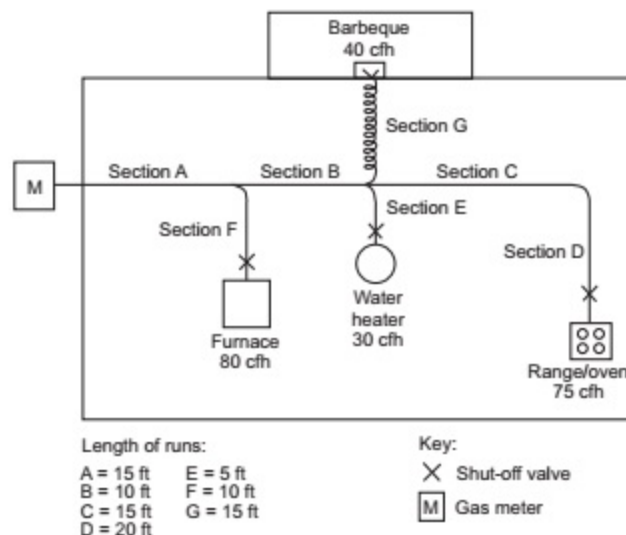 Barbeque
40 cfh
Section G
Section A
Section B
Section C
M
Section E
Section F
Section D
Water
heater
30 cfh
Furnace
80 cfh
Range/oven
75 cfh
Length of runs:
A = 15 ft E = 5 ft
B = 10 ft F = 10 ft
C = 15 ft G = 15 ft
D = 20 ft
Key:
Shut-off valve
M Gas meter